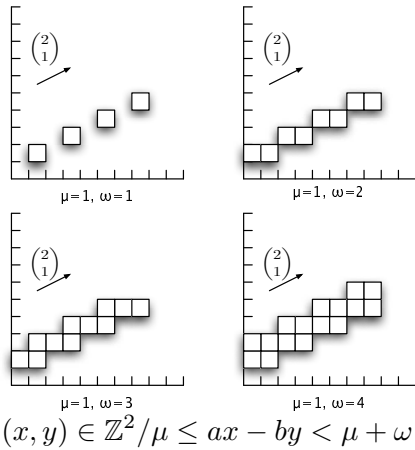 (2 1)
(2 1)
μ=1, ω=1
μ=1, ω=2
(2 1)
(2 1)
μ=1, ω=3
μ=1, ω=4
(x, y) ∈ ℤ²/μ ≤ ax − by < μ + ω